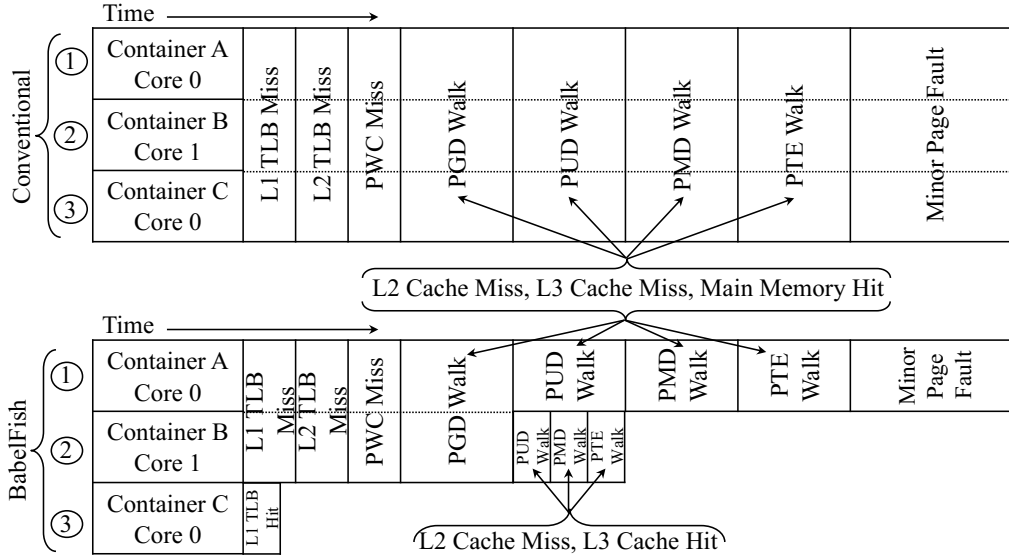 Time
Conventional
1
Container A
Core 0
2
Container B
Core 1
3
Container C
Core 0
L1 TLB Miss
L2 TLB Miss
PWC Miss
PGD Walk
PUD Walk
PMD Walk
PTE Walk
Minor Page Fault
L2 Cache Miss, L3 Cache Miss, Main Memory Hit
Time
BabelFish
1
Container A
Core 0
2
Container B
Core 1
3
Container C
Core 0
L1 TLB
Miss
L2 TLB
Miss
PWC Miss
PGD Walk
PUD
Walk
PMD
Walk
PTE
Walk
Minor
Page
Fault
PUD
Walk
PMD
Walk
PTE
Walk
L1 TLB
Hit
L2 Cache Miss, L3 Cache Hit